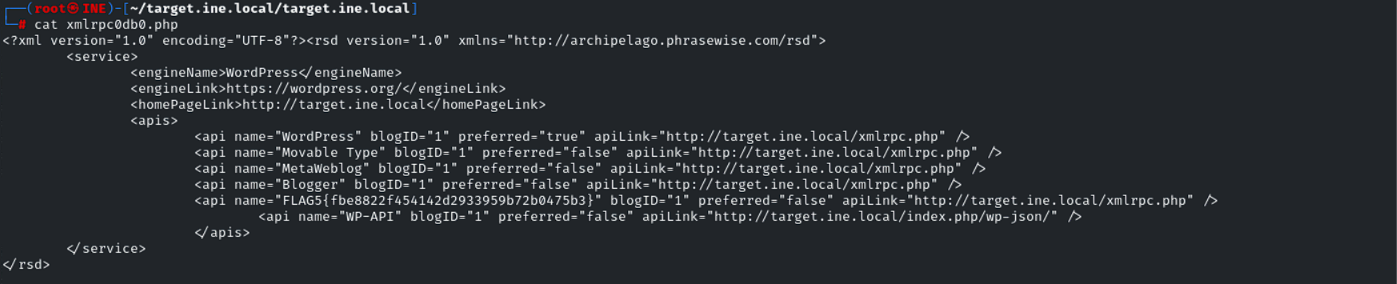 ┌──(root㉿INE)-[~/target.ine.local/target.ine.local]
└─# cat xmlrpc0db0.php
<?xml version="1.0" encoding="UTF-8"?><rsd version="1.0" xmlns="http://archipelago.phrasewise.com/rsd">
        <service>
                <engineName>WordPress</engineName>
                <engineLink>https://wordpress.org/</engineLink>
                <homePageLink>http://target.ine.local</homePageLink>
                <apis>
                        <api name="WordPress" blogID="1" preferred="true" apiLink="http://target.ine.local/xmlrpc.php" />
                        <api name="Movable Type" blogID="1" preferred="false" apiLink="http://target.ine.local/xmlrpc.php" />
                        <api name="MetaWeblog" blogID="1" preferred="false" apiLink="http://target.ine.local/xmlrpc.php" />
                        <api name="Blogger" blogID="1" preferred="false" apiLink="http://target.ine.local/xmlrpc.php" />
                        <api name="FLAG5{fbe8822f454142d2933959b72b0475b3}" blogID="1" preferred="false" apiLink="http://target.ine.local/xmlrpc.php" />
                                <api name="WP-API" blogID="1" preferred="false" apiLink="http://target.ine.local/index.php/wp-json/" />
                        </apis>
        </service>
</rsd>